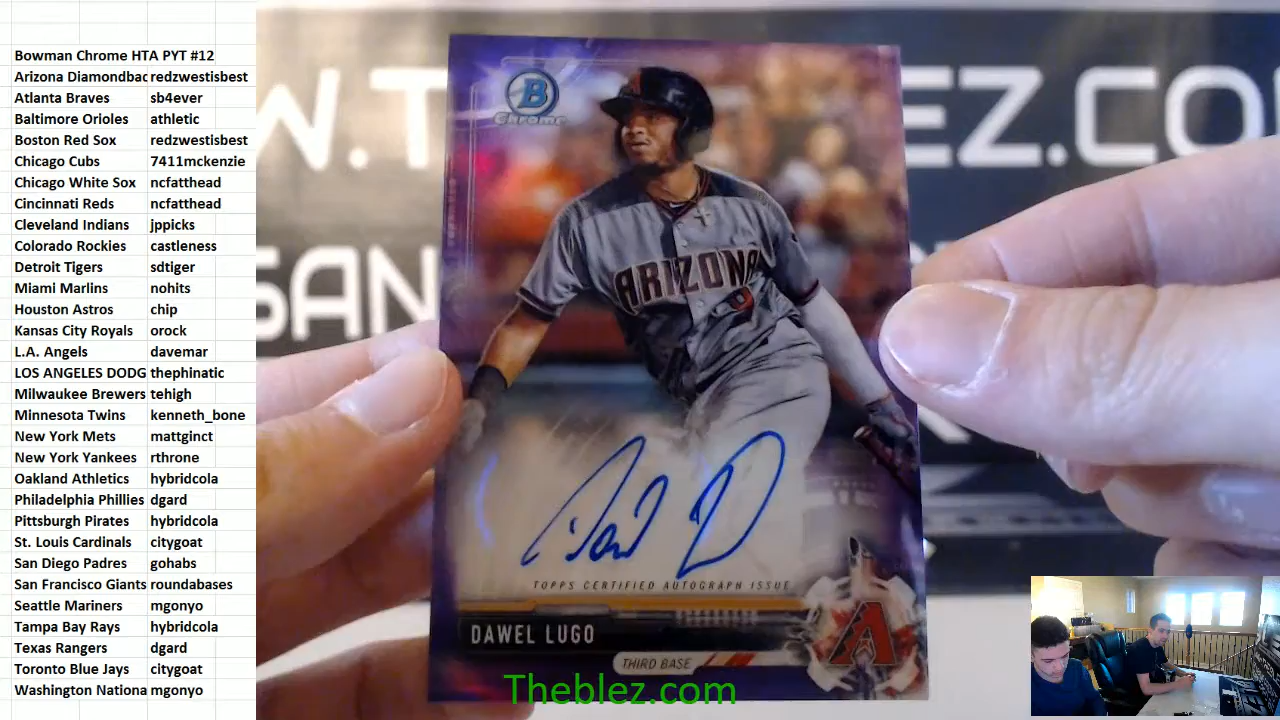 Bowman Chrome HTA PYT #12
Arizona Diamondbac redzwestisbest
Atlanta Braves sb4ever
Baltimore Orioles athletic
Boston Red Sox redzwestisbest
Chicago Cubs 7411mckenzie
Chicago White Sox ncfatthead
Cincinnati Reds ncfatthead
Cleveland Indians jppicks
Colorado Rockies castleness
Detroit Tigers sdtiger
Miami Marlins nohits
Houston Astros chip
Kansas City Royals orock
L.A. Angels davemar
LOS ANGELES DODG thephinatic
Milwaukee Brewers tehigh
Minnesota Twins kenneth_bone
New York Mets mattginct
New York Yankees rthrone
Oakland Athletics hybridcola
Philadelphia Phillies dgard
Pittsburgh Pirates hybridcola
St. Louis Cardinals citygoat
San Diego Padres gohabs
San Francisco Giants roundabases
Seattle Mariners mgonyo
Tampa Bay Rays hybridcola
Texas Rangers dgard
Toronto Blue Jays citygoat
Washington Nationa mgonyo
W.T
EZ.CO
SAN
B
Chrome
ARIZONA
9
TOPPS CERTIFIED AUTOGRAPH ISSUE
DAWEL LUGO
THIRD BASE
A
Theblez.com